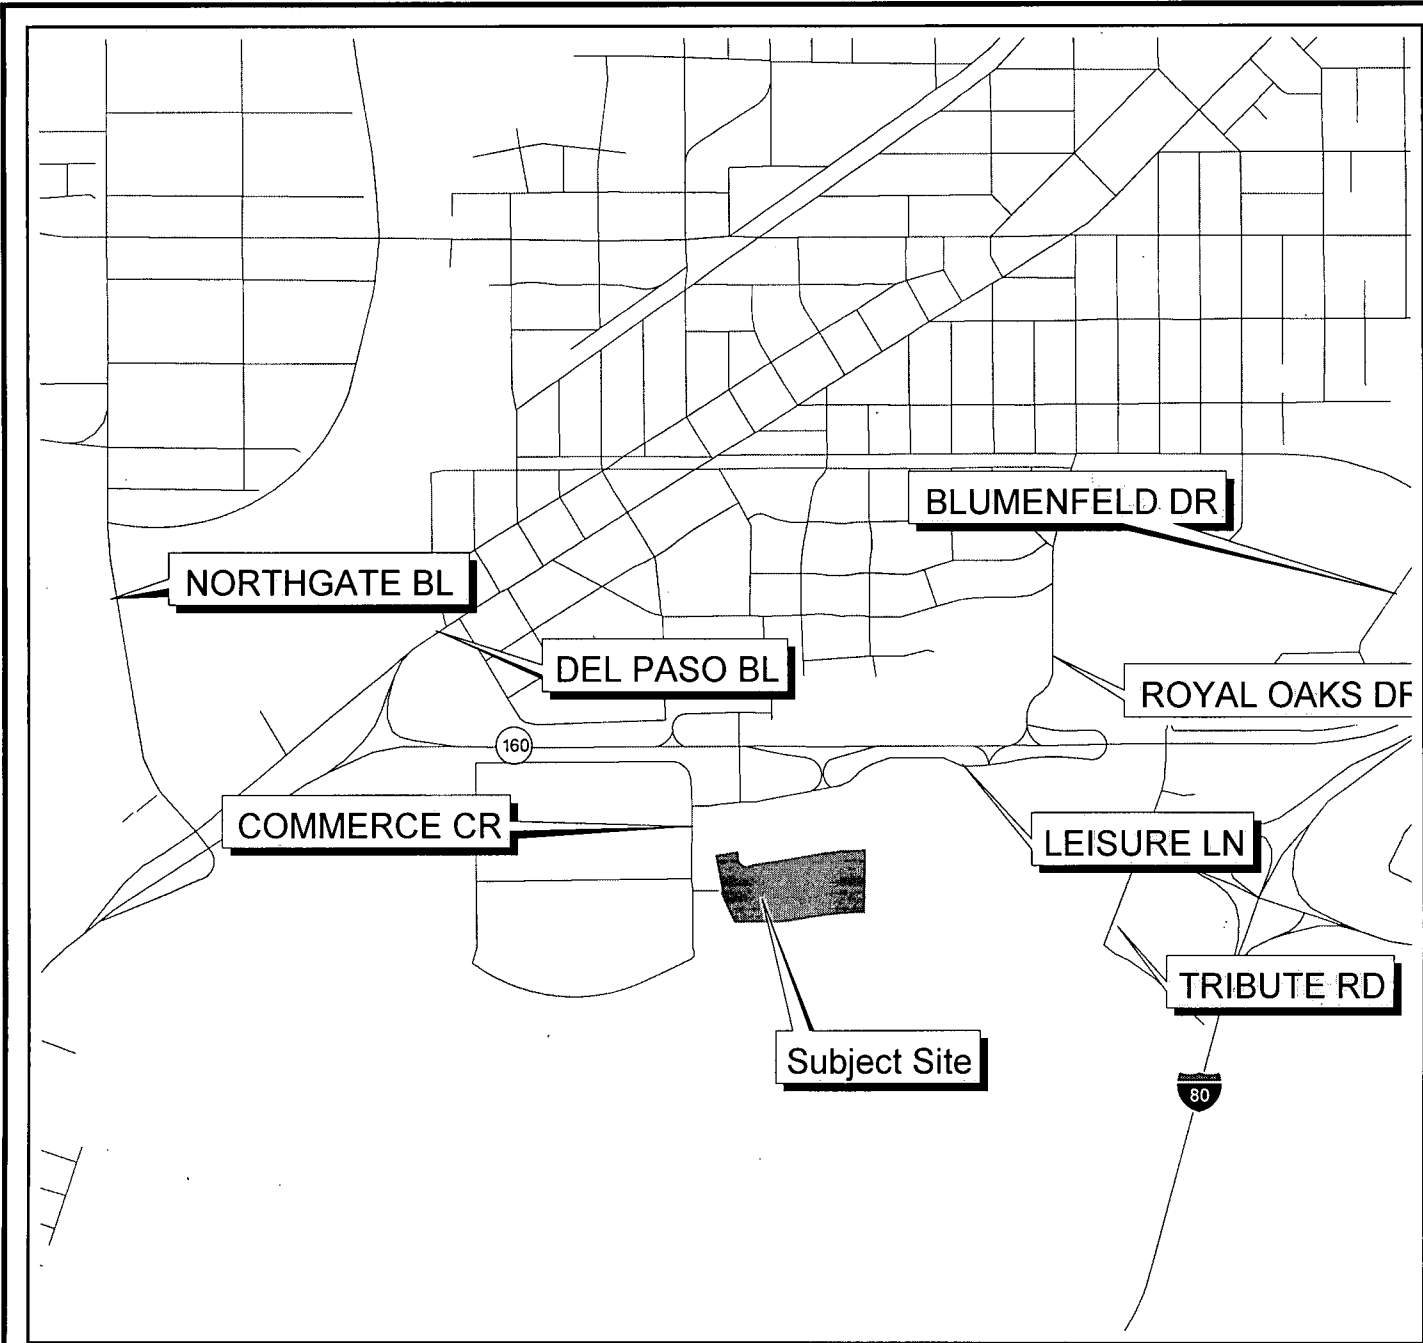 BLUMENFELD DR
NORTHGATE BL
DEL PASO BL
ROYAL OAKS DR
160
COMMERCE CR
LEISURE LN
TRIBUTE RD
Subject Site
80